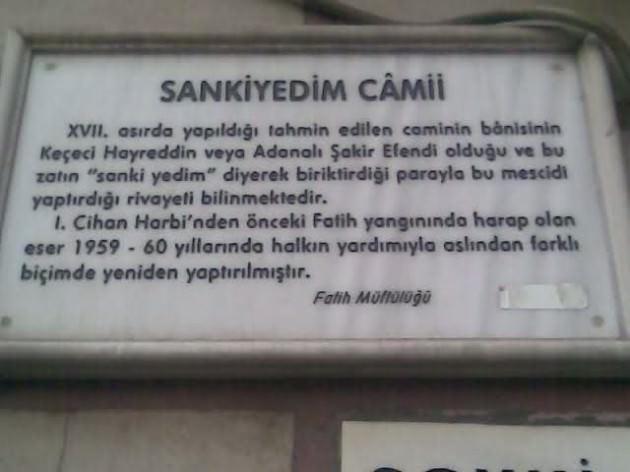 SANKİYEDİM CÂMİİ
XVII. asırda yapıldığı tahmin edilen caminin bânisinin
Keçeci Hayreddin veya Adanalı Şakir Efendi olduğu ve bu
zatın "sanki yedim" diyerek biriktirdiği parayla bu mescidi
yaptırdığı rivayeti bilinmektedir.
I. Cihan Harbi'nden önceki Fatih yangınında harap olan
eser 1959 - 60 yıllarında halkın yardımıyla aslından farklı
biçimde yeniden yaptırılmıştır.
Fatih Müftülüğü